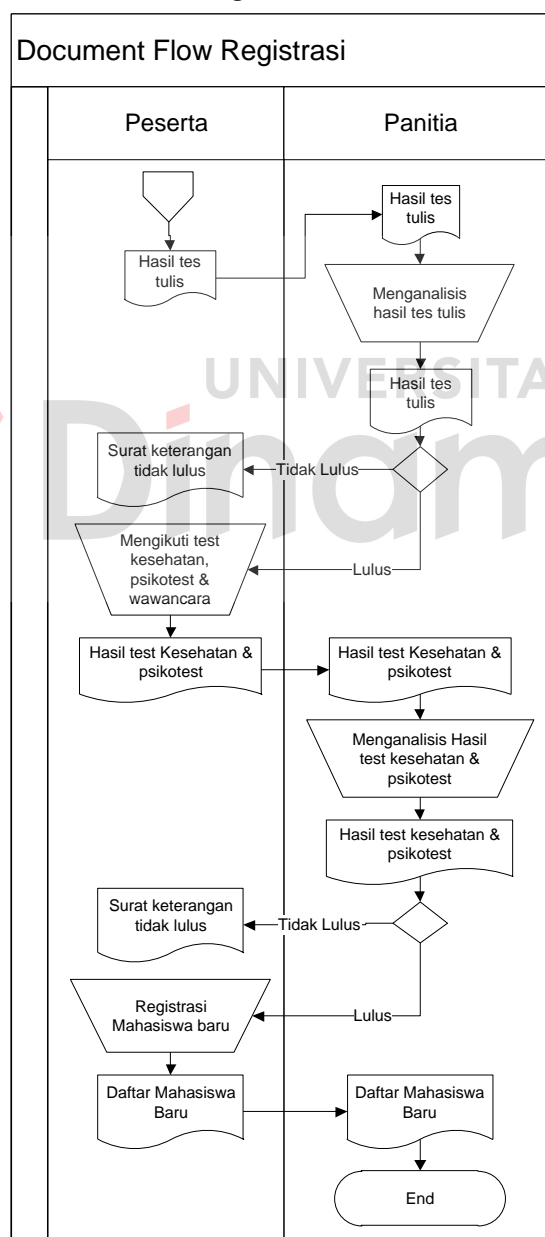 Document Flow Registrasi
Peserta
Panitia
Hasil tes
tulis
Hasil tes
tulis
Menganalisis
hasil tes tulis
UNIVERSITA
Dinam
Hasil tes
tulis
Surat keterangan
tidak lulus
Tidak Lulus
Mengikuti test
kesehatan,
psikotest &
wawancara
Lulus
Hasil test Kesehatan &
psikotest
Hasil test Kesehatan &
psikotest
Menganalisis Hasil
test kesehatan &
psikotest
Hasil test kesehatan &
psikotest
Surat keterangan
tidak lulus
Tidak Lulus
Registrasi
Mahasiswa baru
Lulus
Daftar Mahasiswa
Baru
Daftar Mahasiswa
Baru
End